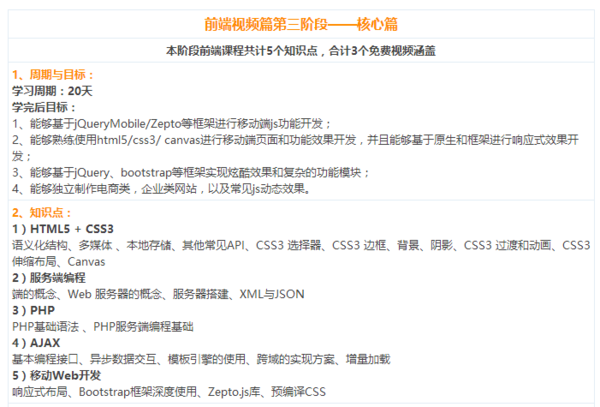 前端视频篇第三阶段——核心篇
本阶段前端课程共计5个知识点，合计3个免费视频涵盖
1、周期与目标：
学习周期：20天
学完后目标：
1、能够基于jQueryMobile/Zepto等框架进行移动端js功能开发；
2、能够熟练使用html5/css3/ canvas进行移动端页面和功能效果开发，并且能够基于原生和框架进行响应式效果开
发；
3、能够基于jQuery、bootstrap等框架实现炫酷效果和复杂的功能模块；
4、能够独立制作电商类，企业类网站，以及常见js动态效果。
2、知识点：
1）HTML5 + CSS3
语义化结构、多媒体 、本地存储、其他常见API、CSS3 选择器、CSS3 边框、背景、阴影、CSS3 过渡和动画、CSS3
伸缩布局、Canvas
2）服务端编程
端的概念、Web 服务器的概念、服务器搭建、XML与JSON
3）PHP
PHP基础语法 、PHP服务端编程基础
4）AJAX
基本编程接口、异步数据交互、模板引擎的使用、跨域的实现方案、增量加载
5）移动Web开发
响应式布局、Bootstrap框架深度使用、Zepto.js库、预编译CSS